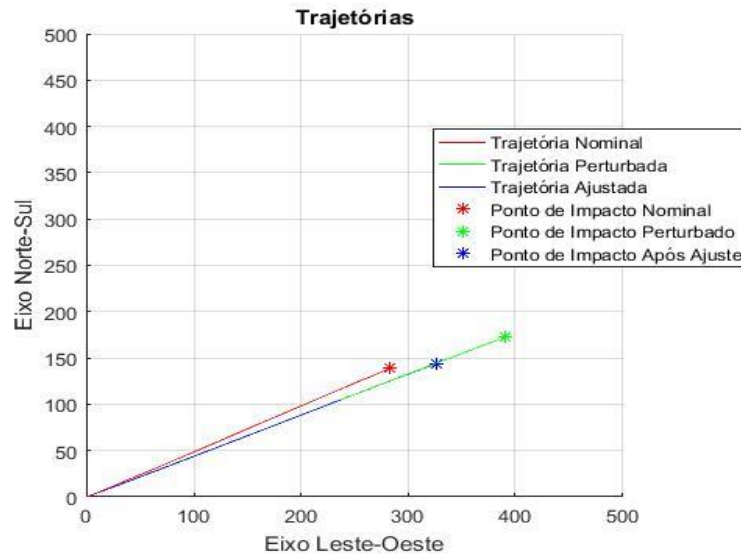 Trajetórias
500
450
400
350
300
250
200
150
100
50
0
Eixo Norte-Sul
Trajetória Nominal
Trajetória Perturbada
Trajetória Ajustada
Ponto de Impacto Nominal
Ponto de Impacto Perturbado
Ponto de Impacto Após Ajuste
0 100 200 300 400 500
Eixo Leste-Oeste